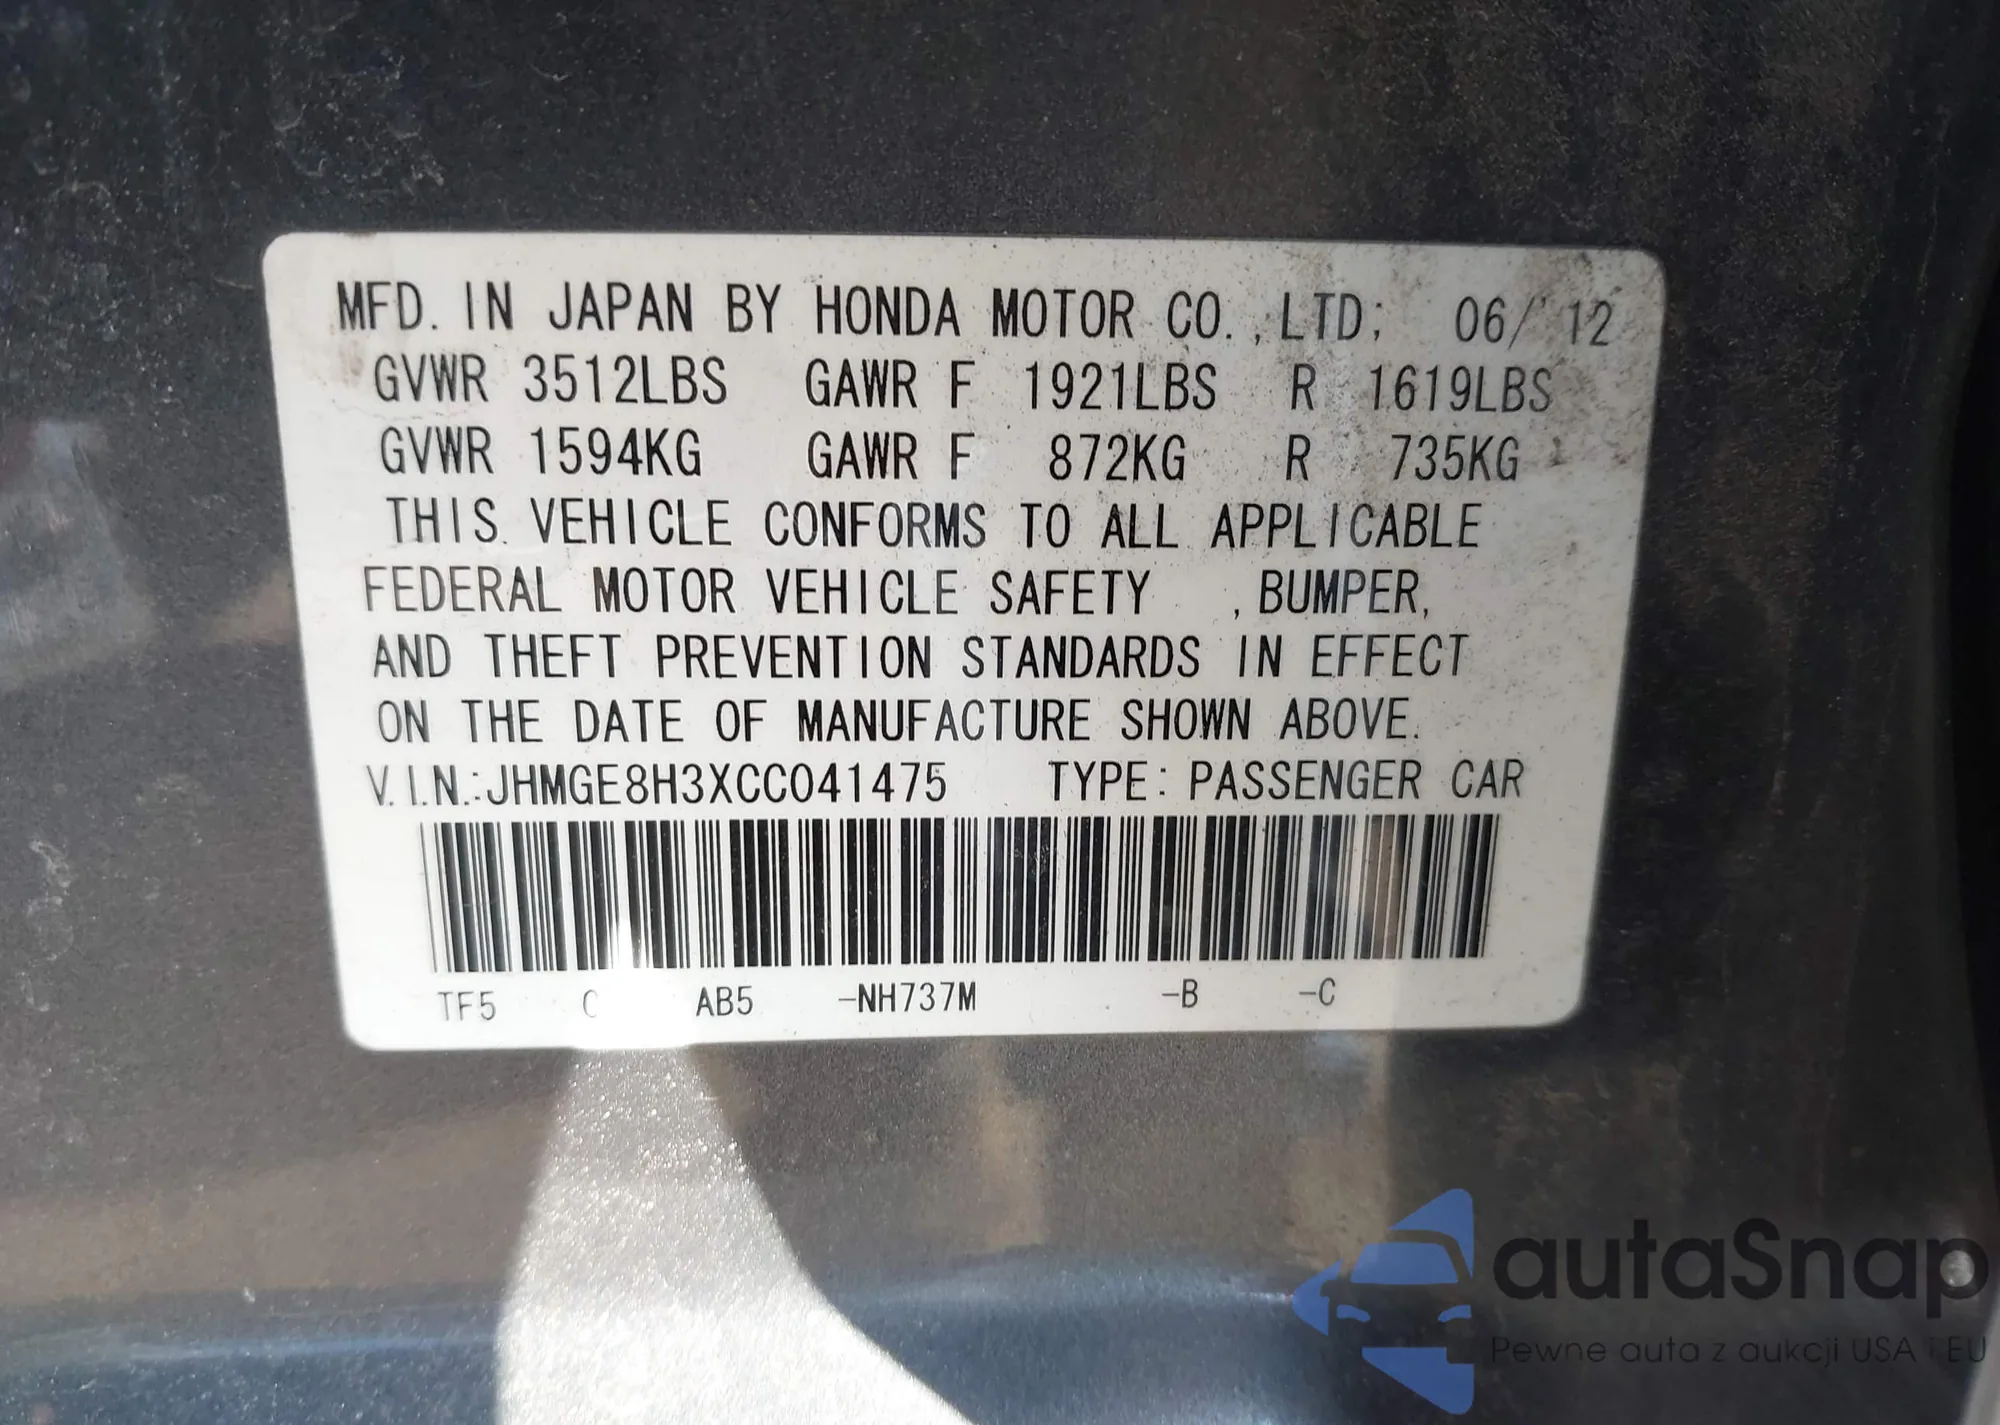 MFD. IN JAPAN BY HONDA MOTOR CO.,LTD; 06/'12
GVWR 3512LBS GAWR F 1921LBS R 1619LBS
GVWR 1594KG GAWR F 872KG R 735KG
THIS VEHICLE CONFORMS TO ALL APPLICABLE
FEDERAL MOTOR VEHICLE SAFETY , BUMPER,
AND THEFT PREVENTION STANDARDS IN EFFECT
ON THE DATE OF MANUFACTURE SHOWN ABOVE.
V.I.N.:JHMGE8H3XCC041475 TYPE: PASSENGER CAR
TF5 C AB5 -NH737M -B -C
autaSnap
Pewne auta z aukcji USA i EU